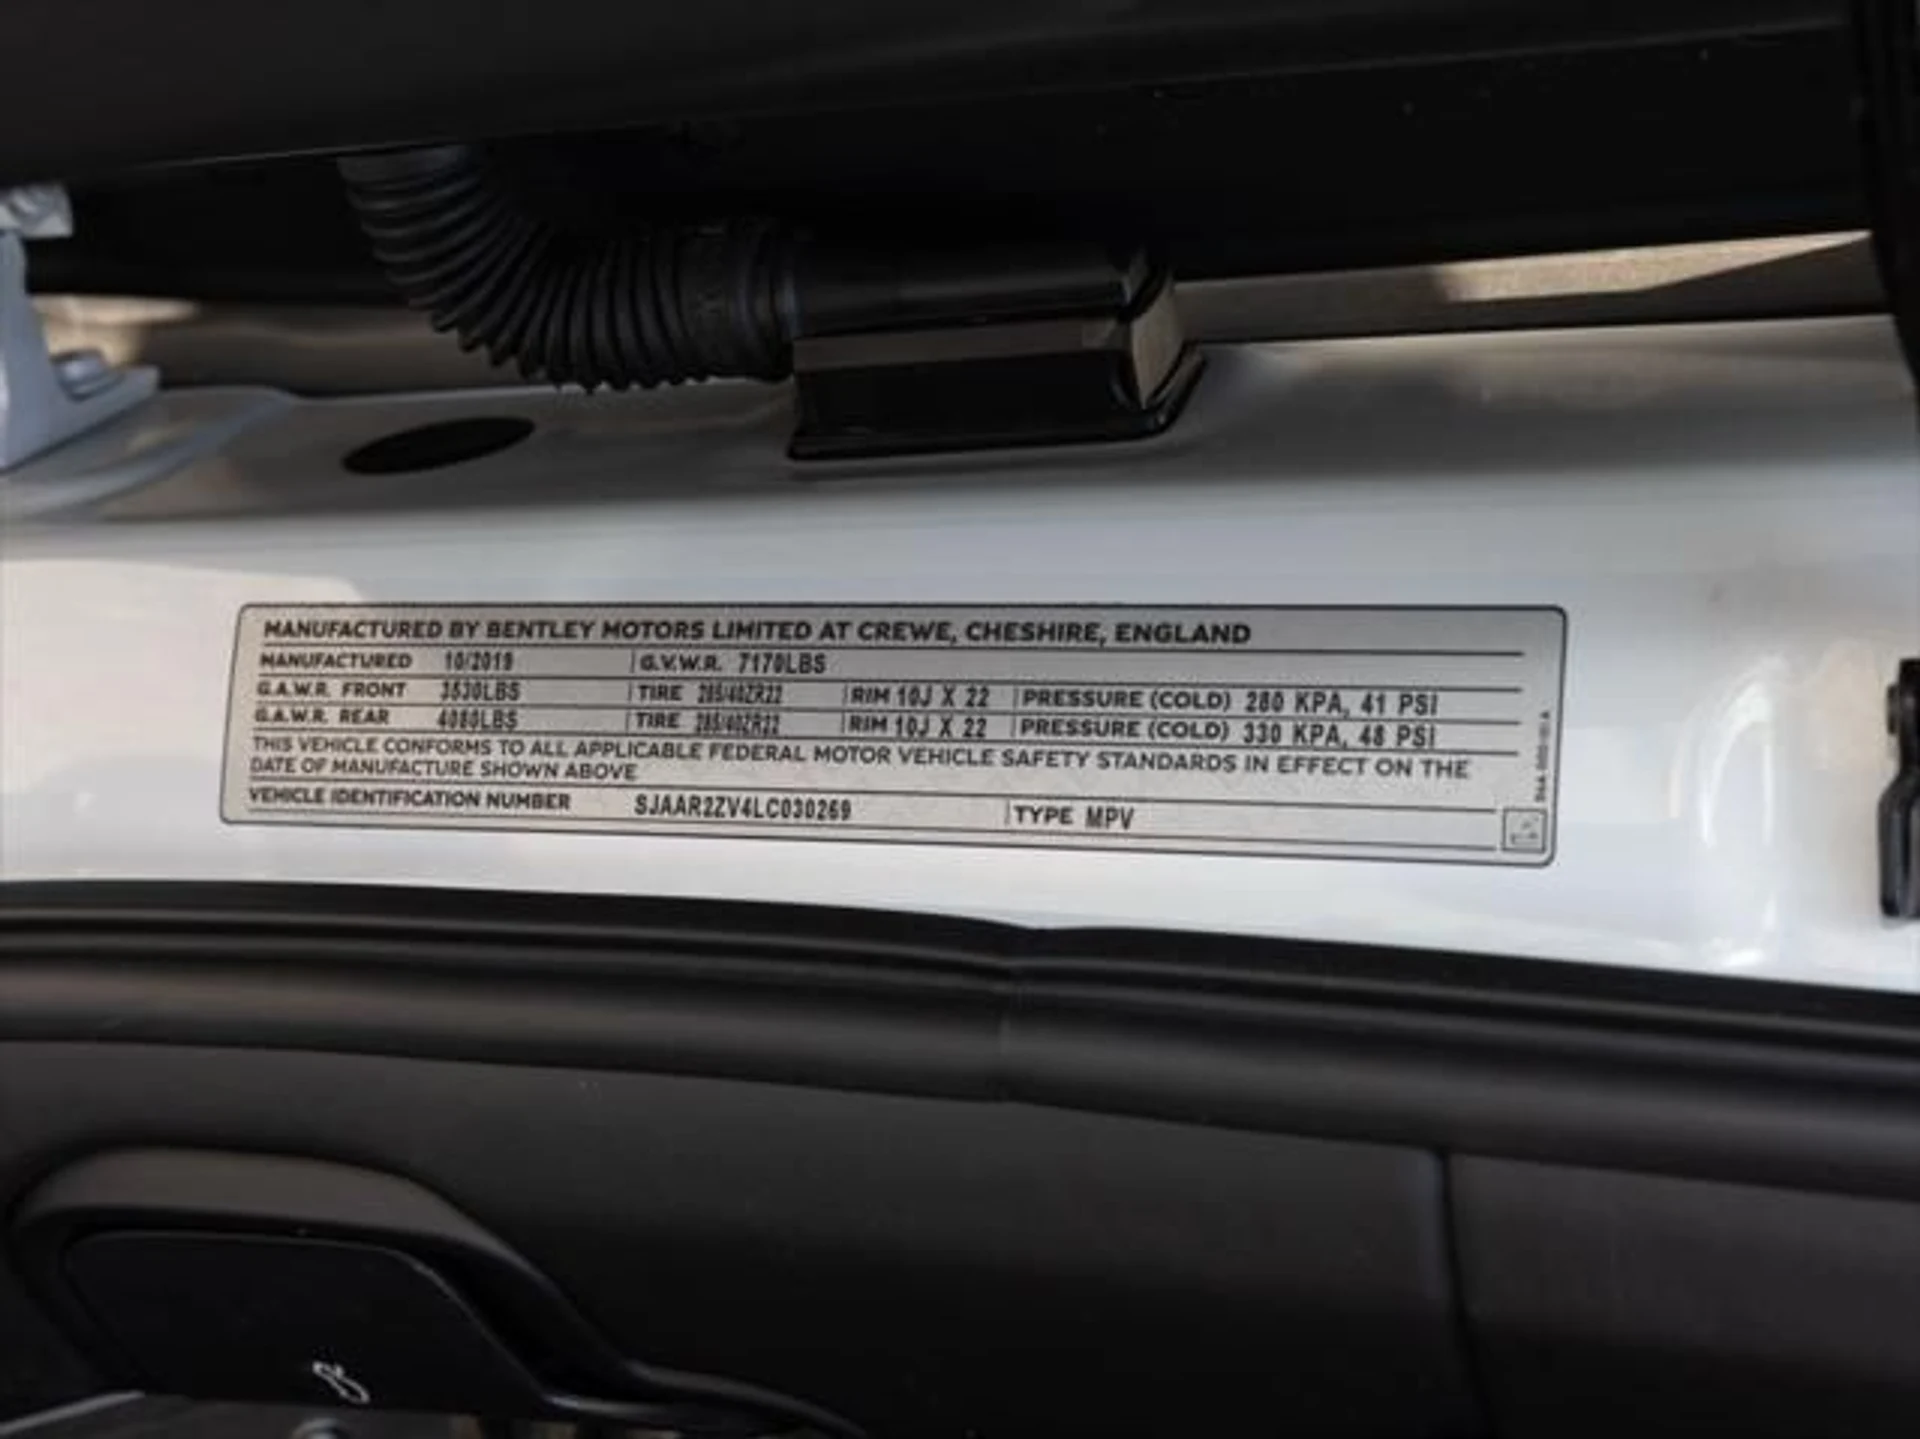 MANUFACTURED BY BENTLEY MOTORS LIMITED AT CREWE, CHESHIRE, ENGLAND
MANUFACTURED 10/2019 G.V.W.R. 7170LBS
G.A.W.R. FRONT 3530LBS TIRE 285/40ZR22 RIM 10J X 22 PRESSURE (COLD) 280 KPA, 41 PSI
G.A.W.R. REAR 4080LBS TIRE 285/40ZR22 RIM 10J X 22 PRESSURE (COLD) 330 KPA, 48 PSI
THIS VEHICLE CONFORMS TO ALL APPLICABLE FEDERAL MOTOR VEHICLE SAFETY STANDARDS IN EFFECT ON THE
DATE OF MANUFACTURE SHOWN ABOVE
VEHICLE IDENTIFICATION NUMBER SJAAR2ZV4LC030269 TYPE MPV